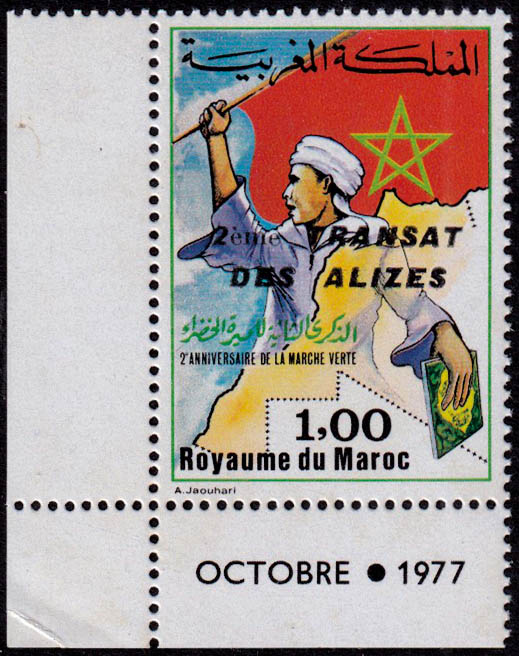 المملكة المغربية
2ème TRANSAT
DES ALIZES
الذكرى الثانية للمسيرة الخضراء
2ᵉ ANNIVERSAIRE DE LA MARCHE VERTE
1,00
Royaume du Maroc
A.Jaouhari
OCTOBRE ● 1977